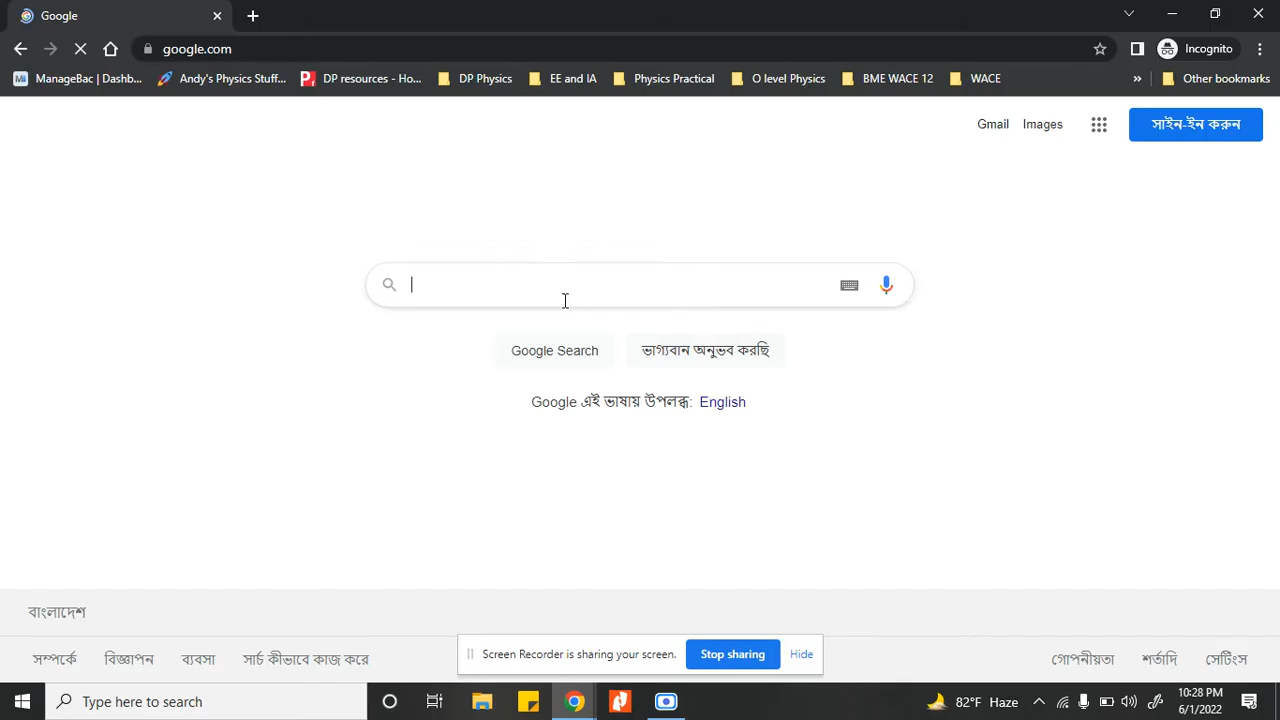 Google
google.com
Incognito
Mi ManageBac | Dashb...
Andy's Physics Stuff...
DP resources - Ho...
DP Physics
EE and IA
Physics Practical
O level Physics
BME WACE 12
WACE
»
Other bookmarks
Gmail
Images
সাইন-ইন করুন
Google Search
ভাগ্যবান অনুভব করছি
Google এই ভাষায় উপলব্ধ: English
বাংলাদেশ
সম্পর্কে
বিজ্ঞাপন
ব্যবসা
সার্চ কীভাবে কাজ করে
গোপনীয়তা
শর্তাদি
সেটিংস
Screen Recorder is sharing your screen.
Stop sharing
Hide
Type here to search
82°F Haze
10:28 PM
6/1/2022